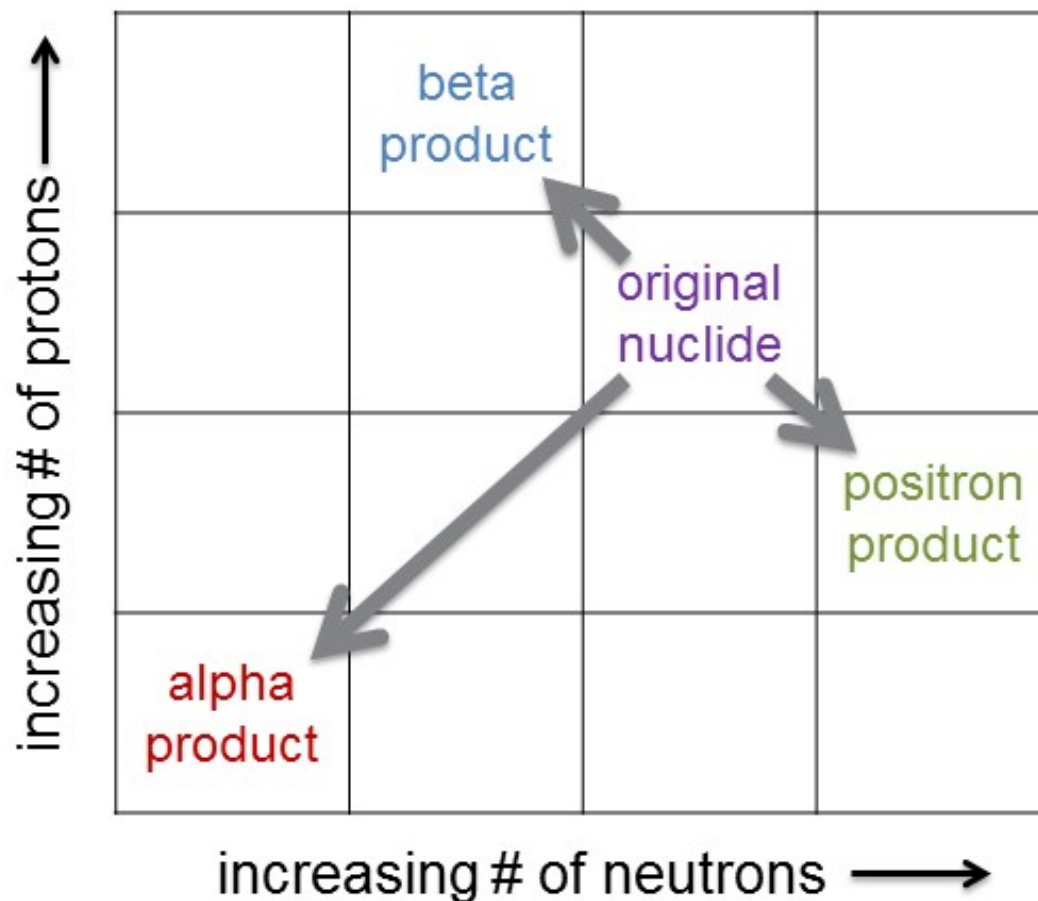 increasing # of protons
beta
product
original
nuclide
positron
product
alpha
product
increasing # of neutrons